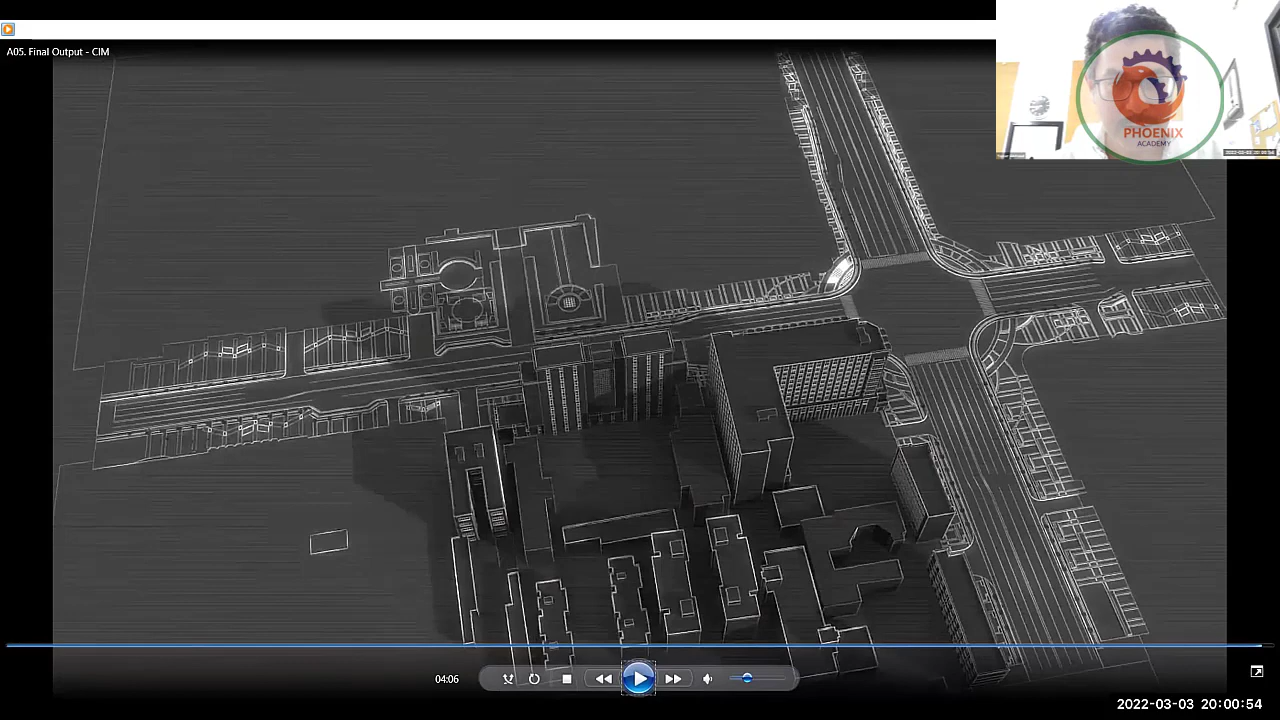 A05. Final Output - CIM
PHOENIX
ACADEMY
04:06
2022-03-03 20:00:54